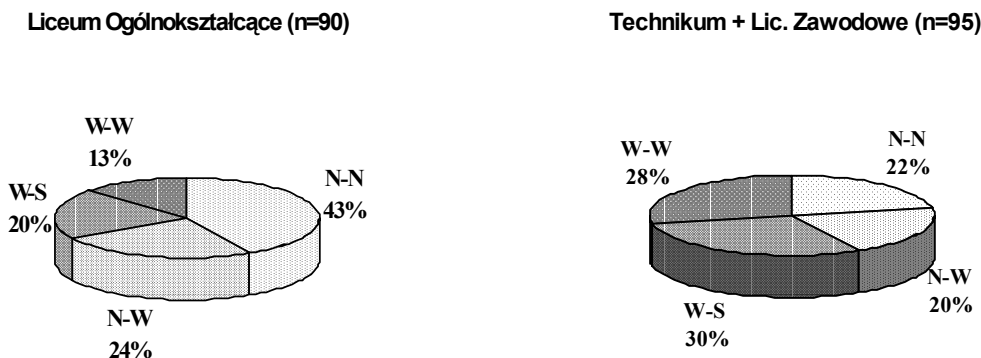 Liceum Ogólnokształcące (n=90)
W-W
13%
W-S
20%
N-N
43%
N-W
24%
Technikum + Lic. Zawodowe (n=95)
W-W
28%
N-N
22%
N-W
20%
W-S
30%